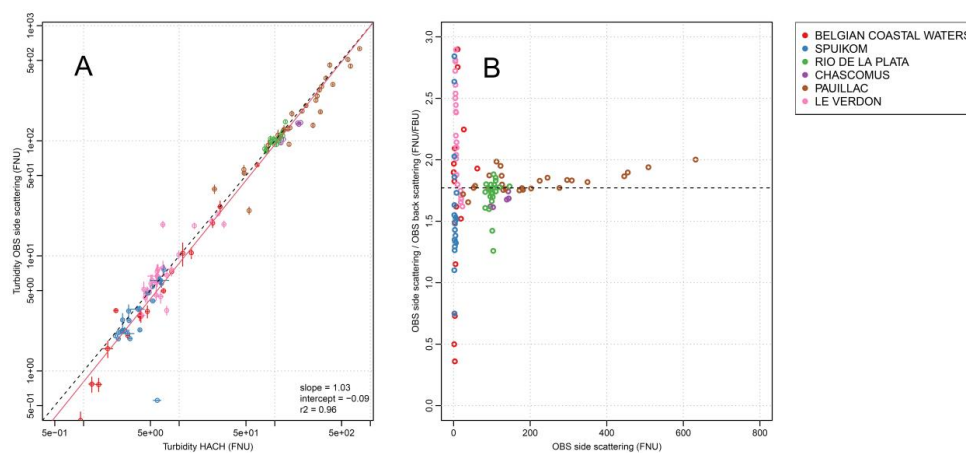 A
Turbidity OBS side scattering (FNU)
1e+03
5e+02
1e+02
5e+01
1e+01
5e+00
1e+00
5e−01
slope = 1.03
intercept = −0.09
r2 = 0.96
5e−01 5e+00 5e+01 5e+02
Turbidity HACH (FNU)
B
OBS side scattering / OBS back scattering (FNU/FBU)
3.0
2.5
2.0
1.5
1.0
0.5
0.0
0 200 400 600 800
OBS side scattering (FNU)
BELGIAN COASTAL WATERS
SPUIKOM
RIO DE LA PLATA
CHASCOMUS
PAUILLAC
LE VERDON